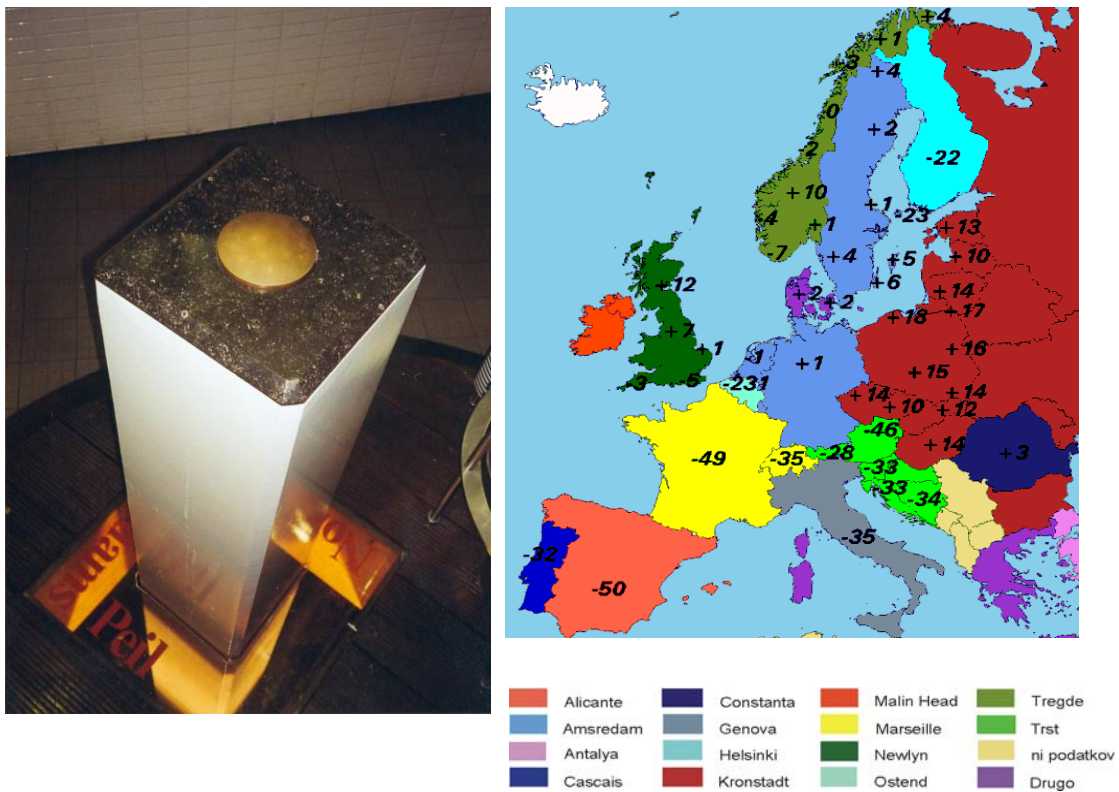 ams
Peil
No
+4
+1
-3
+4
0
+2
-2
-22
+10
-4
+1
+1
-23
+13
-7
+4
-5
+10
+12
+2
+2
+6
+14
+17
+18
+7
+1
-1
+1
+16
+15
-3
-5
-231
+14
+14
+10
+12
-46
+14
-49
-35
-28
-33
+3
-33
-34
-35
-32
-50
Alicante
Constanta
Malin Head
Tregde
Amsredam
Genova
Marseille
Trst
Antalya
Helsinki
Newlyn
ni podatkov
Cascais
Kronstadt
Ostend
Drugo